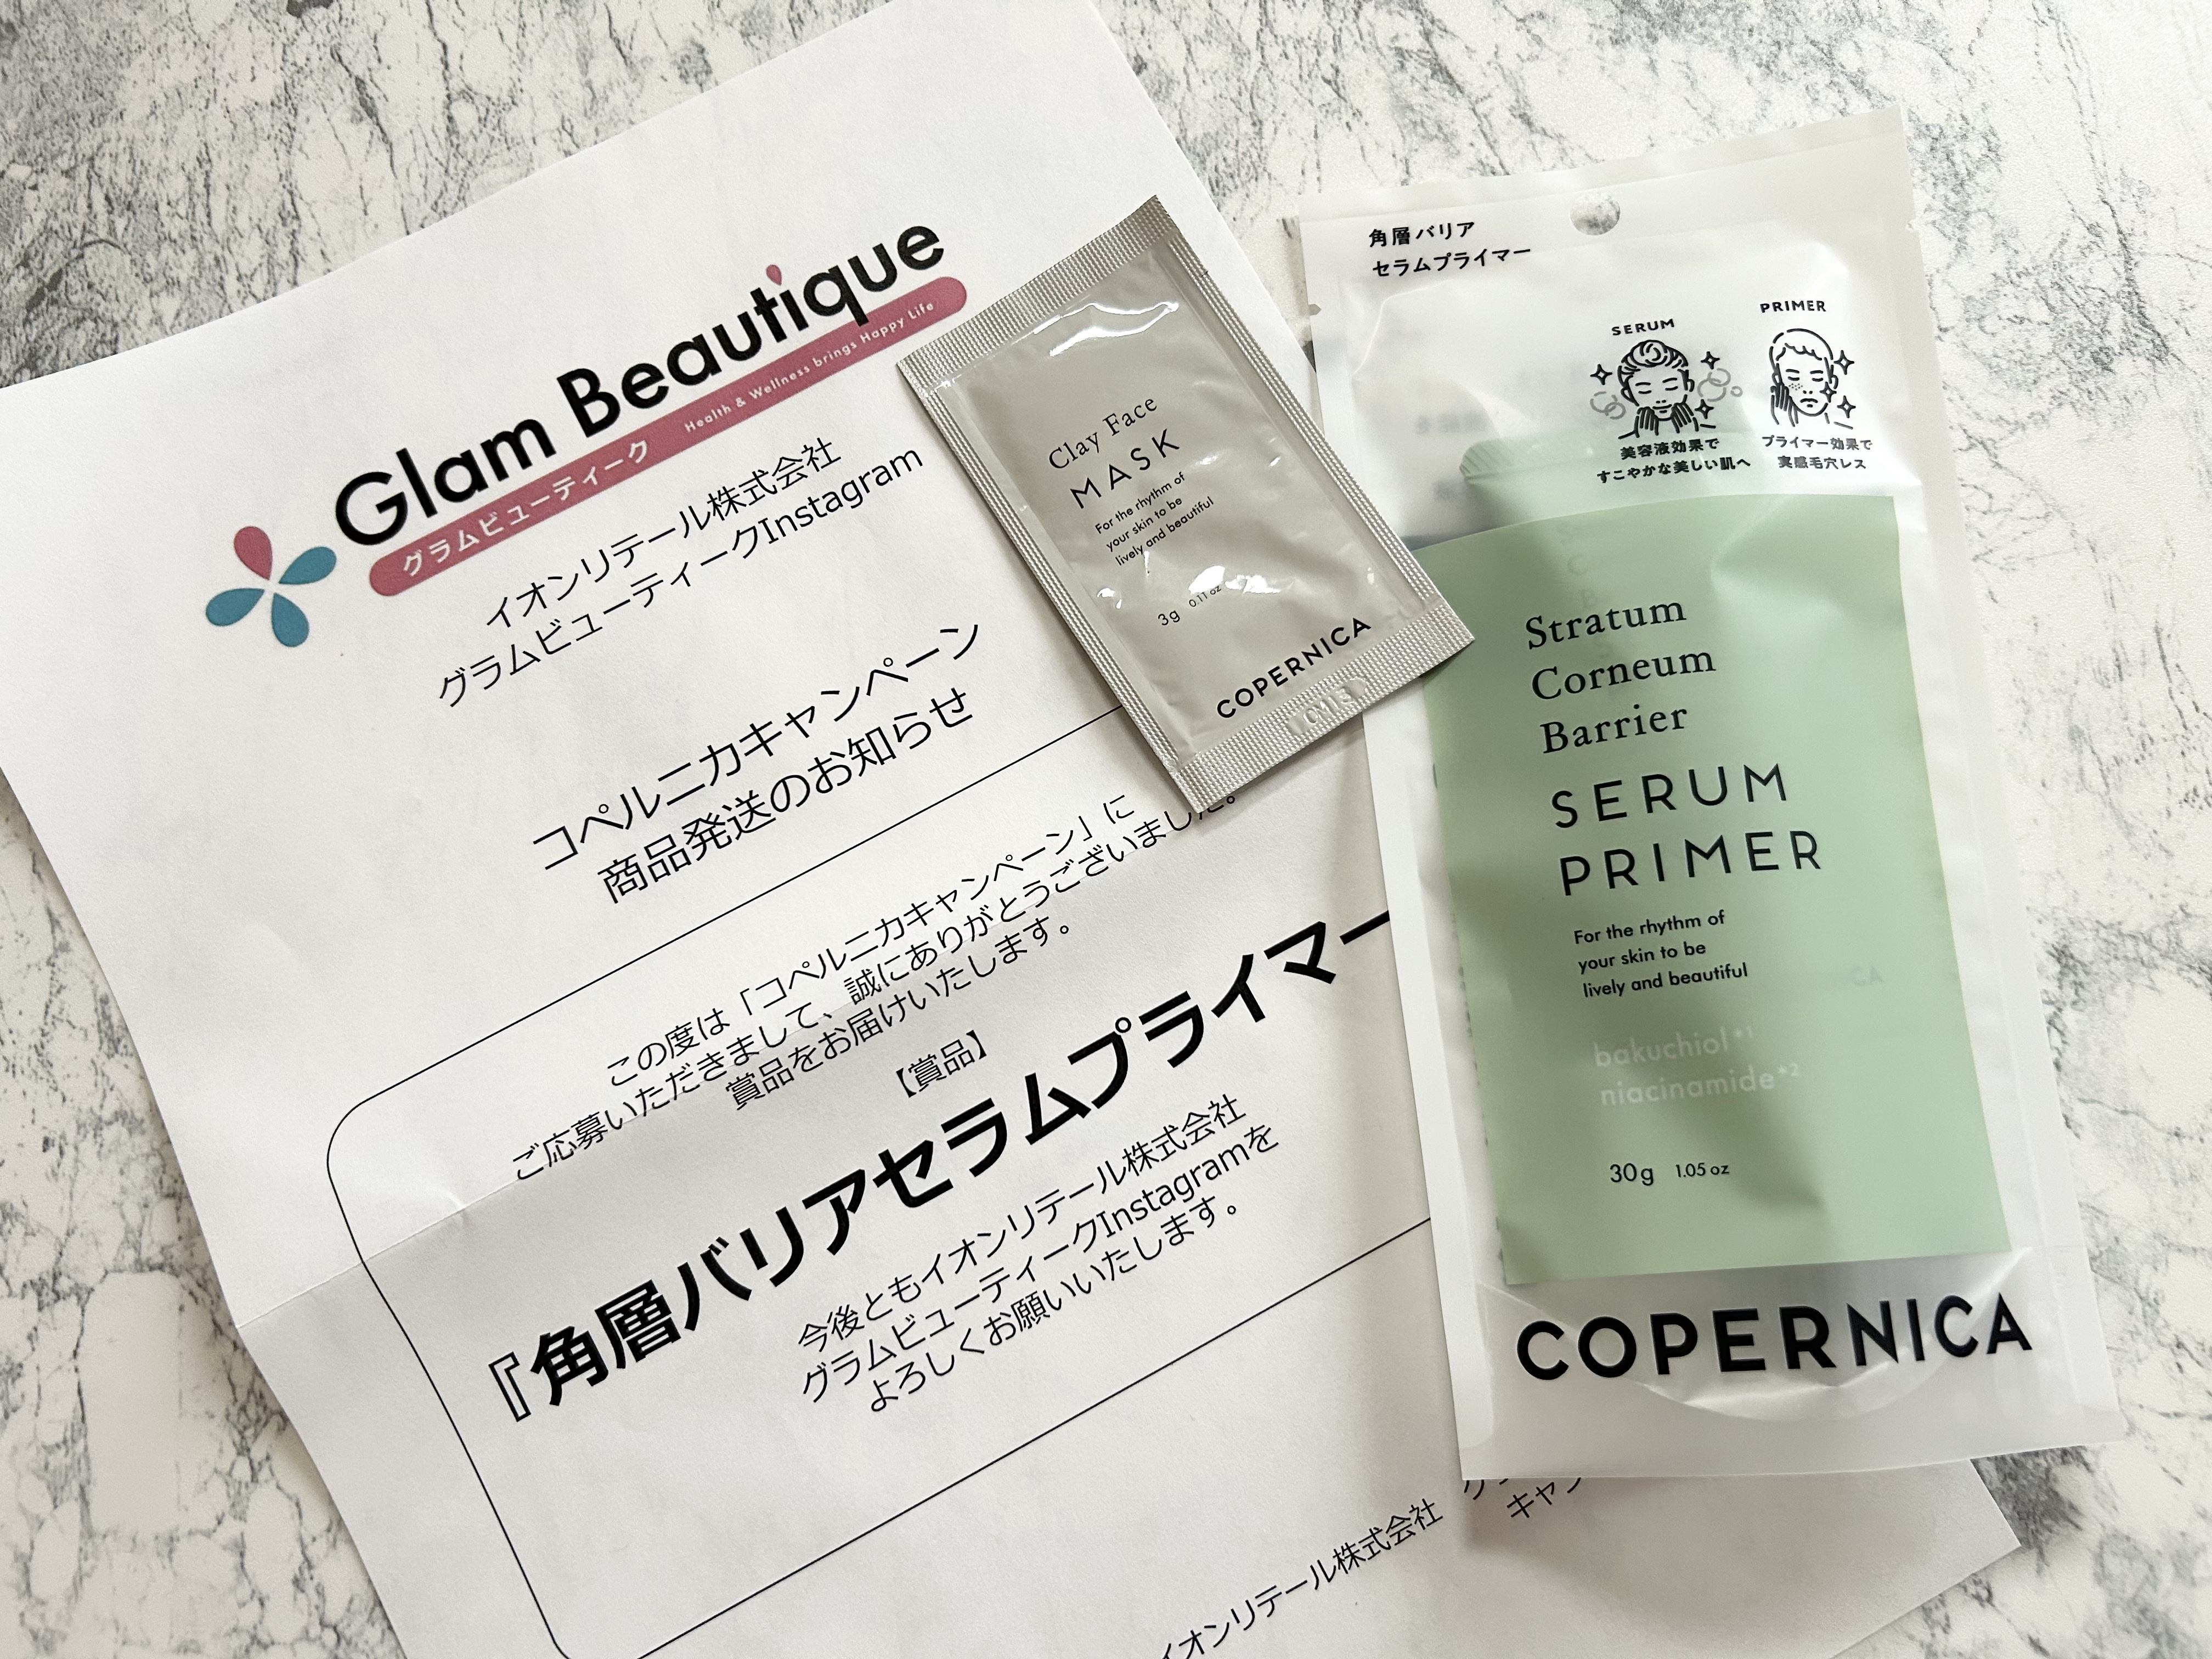 Glam Beautique
グラムビューティーク Health & Wellness brings Happy Life
イオンリテール株式会社
グラムビューティークInstagram
コペルニカキャンペーン
商品発送のお知らせ
この度は「コペルニカキャンペーン」に
ご応募いただきまして、誠にありがとうございました。
賞品をお届けいたします。
【賞品】
『角層バリアセラムプライマー
今後ともイオンリテール株式会社
グラムビューティークInstagramを
よろしくお願いいたします。
イオンリテール株式会社
キャン
Clay Face
MASK
For the rhythm of
your skin to be
lively and beautiful
3g 0.11 oz
COPERNICA
角層バリア
セラムプライマー
SERUM
美容液効果で
すこやかな美しい肌へ
PRIMER
プライマー効果で
実感毛穴レス
Stratum
Corneum
Barrier
SERUM
PRIMER
For the rhythm of
your skin to be
lively and beautiful
bakuchiol*1
niacinamide*2
30g 1.05 oz
COPERNICA